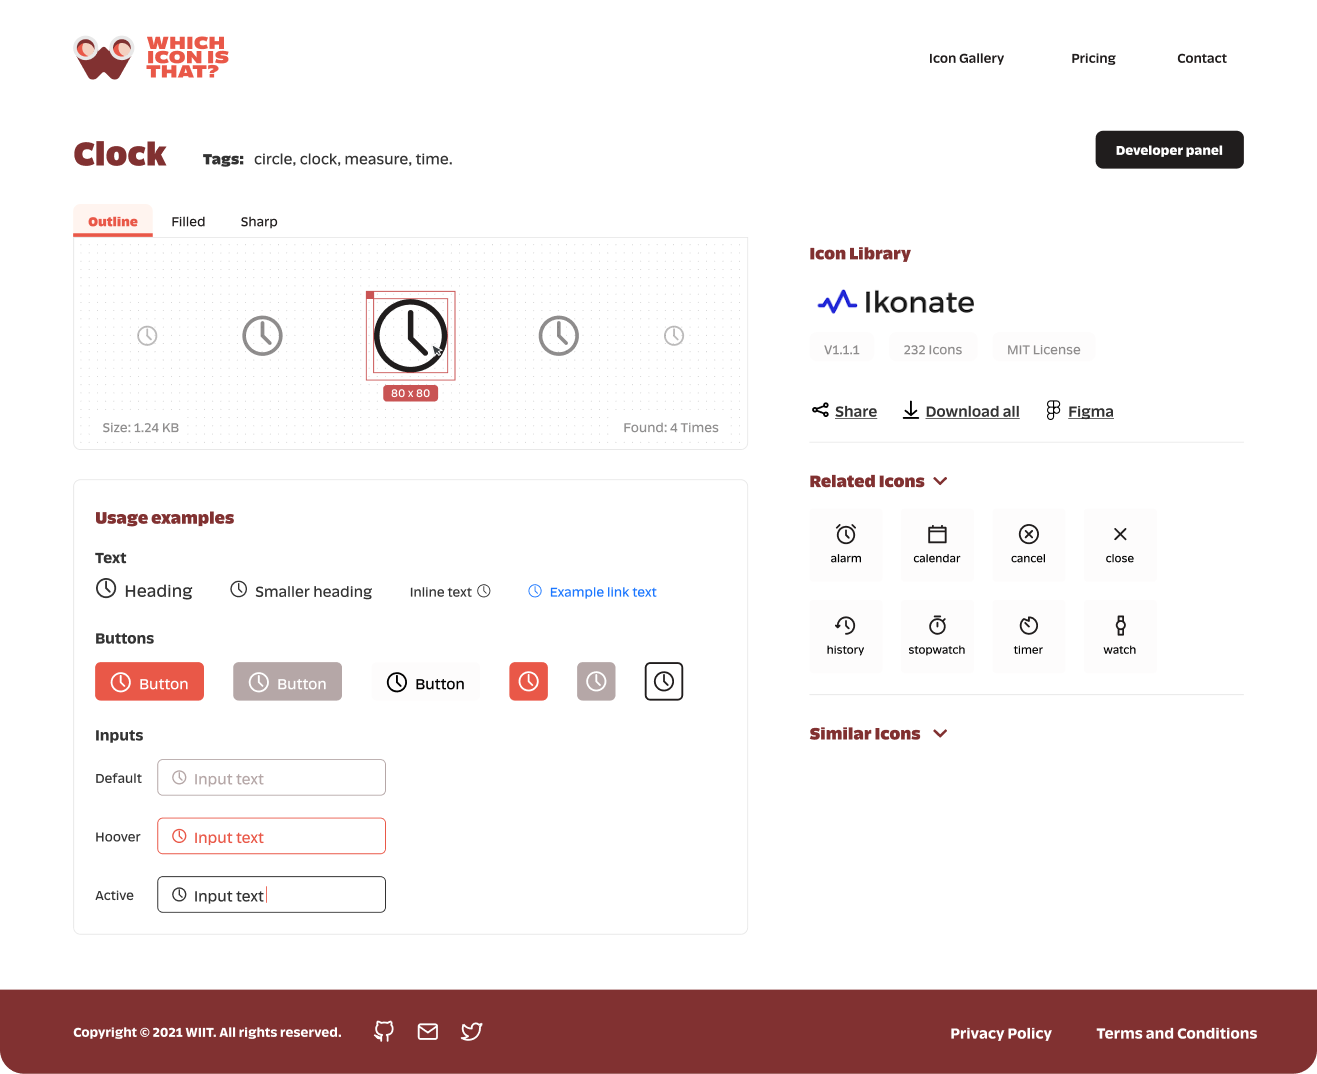 WHICH
ICON IS
THAT?
Icon Gallery
Pricing
Contact
Clock
Tags: circle, clock, measure, time.
Developer panel
Outline
Filled
Sharp
80 x 80
Size: 1.24 KB
Found: 4 Times
Icon Library
Ikonate
V1.1.1
232 Icons
MIT License
Share
Download all
Figma
Related Icons
alarm
calendar
cancel
close
history
stopwatch
timer
watch
Similar Icons
Usage examples
Text
Heading
Smaller heading
Inline text
Example link text
Buttons
Button
Button
Button
Inputs
Default
Input text
Hoover
Input text
Active
Input text
Copyright © 2021 WIIT. All rights reserved.
Privacy Policy
Terms and Conditions